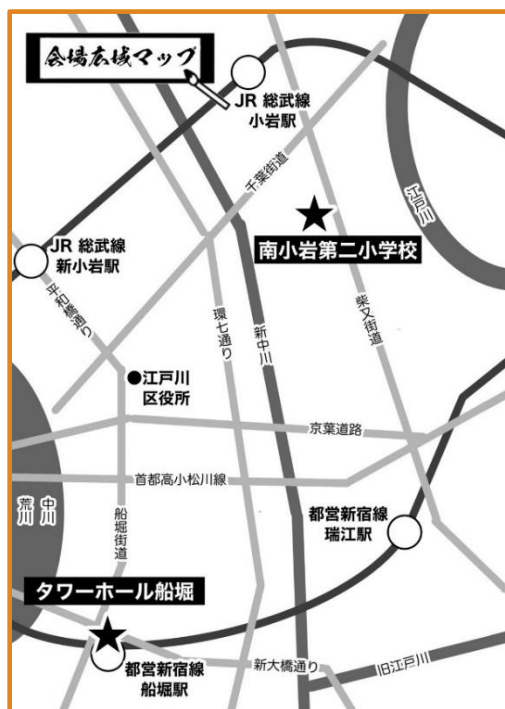 会場広域マップ
JR 総武線
小岩駅
千葉街道
江戸川
南小岩第二小学校
JR 総武線
新小岩駅
平和橋通り
環七通り
新中川
柴又街道
江戸川
区役所
京葉道路
首都高小松川線
荒川
中川
船堀街道
都営新宿線
瑞江駅
タワーホール船堀
都営新宿線
船堀駅
新大橋通り
旧江戸川